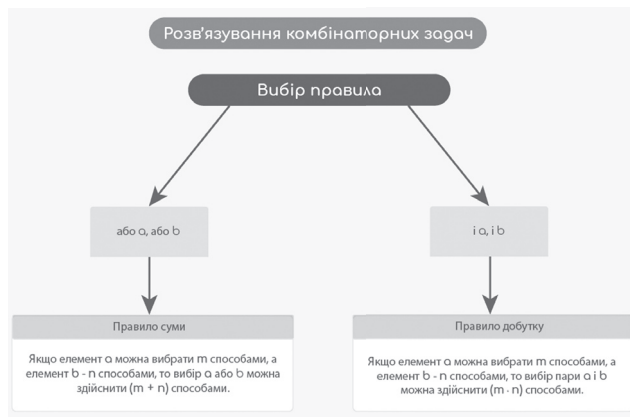 Розв'язування комбінаторних задач
Вибір правила
або a, або b
і a, і b
Правило суми
Якщо елемент a можна вибрати m способами, а
елемент b - n способами, то вибір a або b можна
здійснити (m + n) способами.
Правило добутку
Якщо елемент a можна вибрати m способами, а
елемент b - n способами, то вибір пари a і b
можна здійснити (m · n) способами.